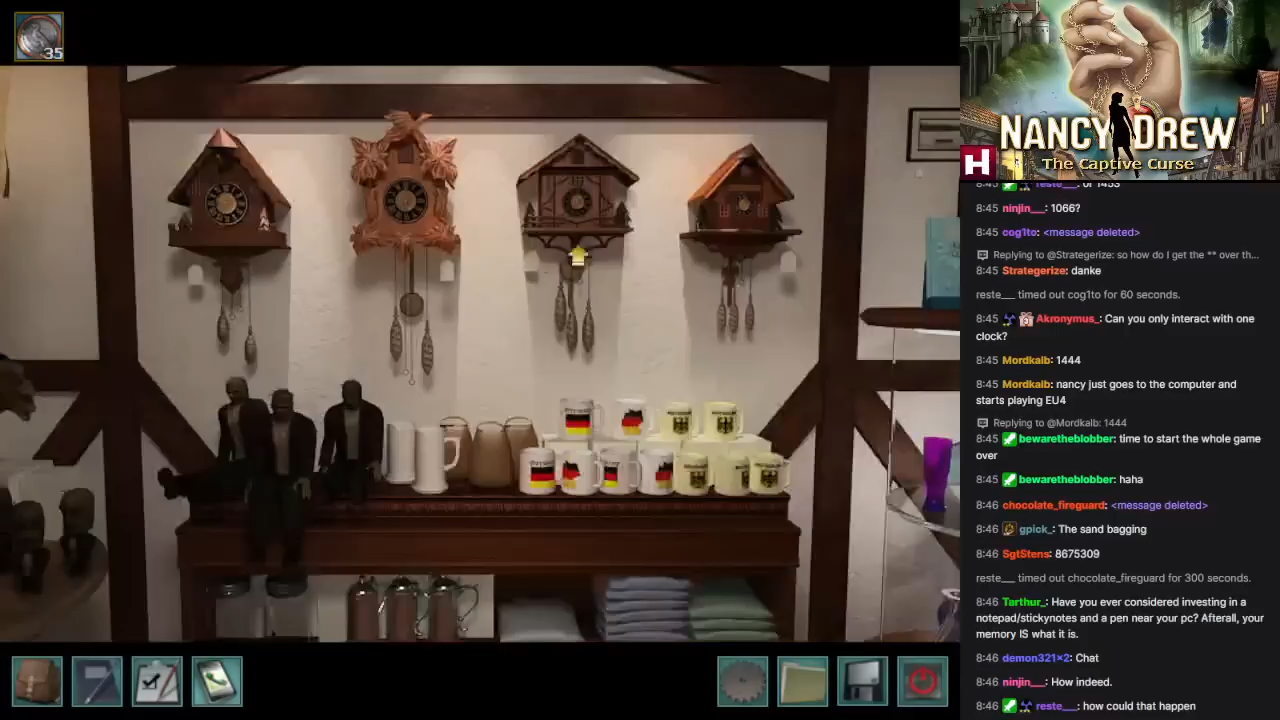 35
NANCY DREW
The Captive Curse
H
8:45 reste___: or 1453
8:45 ninjin___: 1066?
8:45 cog1to: <message deleted>
Replying to @Strategerize: so how do I get the ** over th...
8:45 Strategerize: danke
reste___ timed out cog1to for 60 seconds.
8:45 Akronymus_: Can you only interact with one
clock?
8:45 Mordkalb: 1444
8:45 Mordkalb: nancy just goes to the computer and
starts playing EU4
Replying to @Mordkalb: 1444
8:45 bewaretheblobber: time to start the whole game
over
8:45 bewaretheblobber: haha
8:46 chocolate_fireguard: <message deleted>
8:46 gpick_: The sand bagging
8:46 SgtStens: 8675309
reste___ timed out chocolate_fireguard for 300 seconds.
8:46 Tarthur_: Have you ever considered investing in a
notepad/stickynotes and a pen near your pc? Afterall, your
memory IS what it is.
8:46 demon321x2: Chat
8:46 ninjin___: How indeed.
8:46 reste___: how could that happen